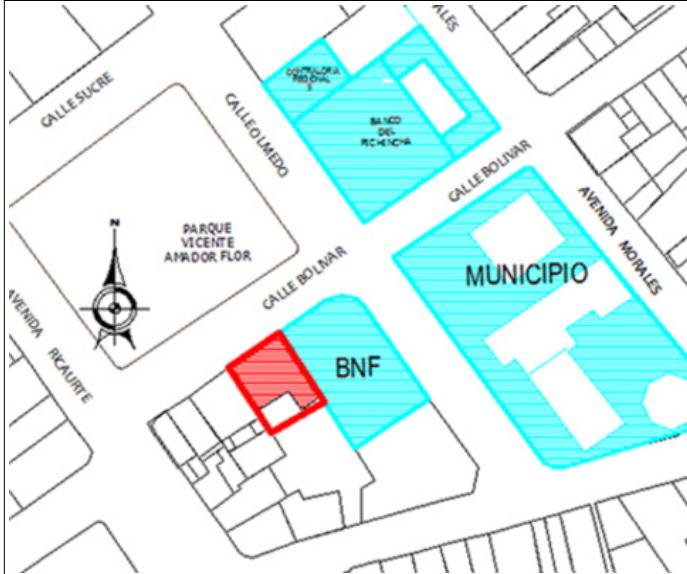 ALES
CONTRALORIA
REGIONAL
CALLE SUCRE
CALLE OLMEDO
BANCO
DEL
PICHINCHA
CALLE BOLIVAR
N
PARQUE
VICENTE
AMADOR FLOR
AVENIDA MORALES
CALLE BOLIVAR
MUNICIPIO
AVENIDA RICAURTE
BNF